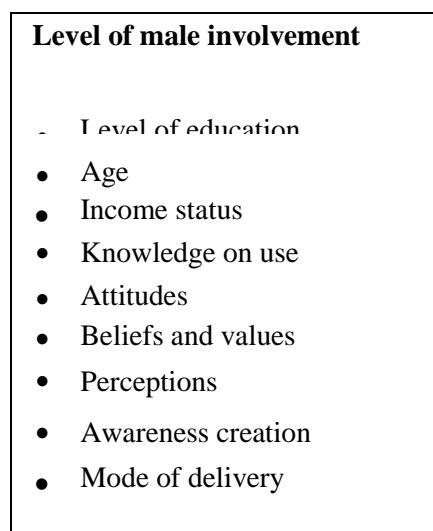 Level of male involvement
• Level of education
• Age
• Income status
• Knowledge on use
• Attitudes
• Beliefs and values
• Perceptions
• Awareness creation
• Mode of delivery